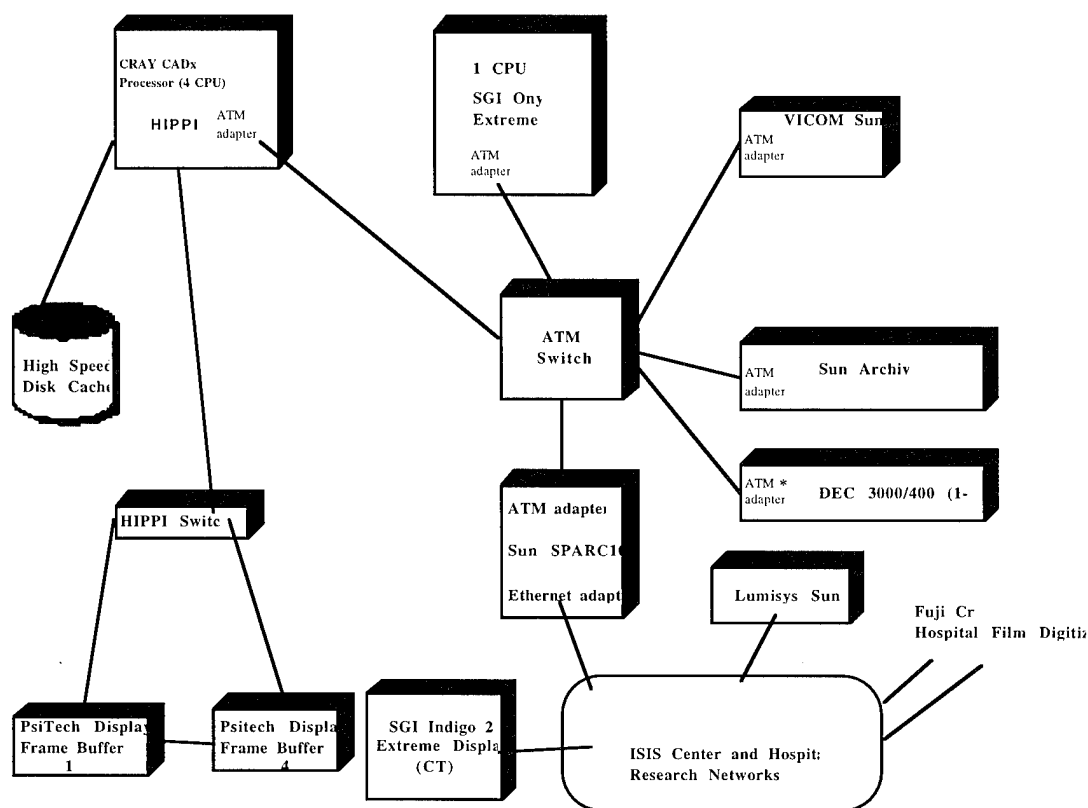 CRAY CADx
Processor (4 CPU)
HIPPI
ATM
adapter
1 CPU
SGI Ony
Extreme
ATM
adapter
VICOM Sun
ATM
adapter
High Speed
Disk Cache
ATM
Switch
ATM
adapter
Sun Archiv
ATM *
adapter
DEC 3000/400 (1-
HIPPI Switc
ATM adapter
Sun SPARC10
Ethernet adapt
Lumisys Sun
Fuji Cr
Hospital Film Digitiz
PsiTech Display
Frame Buffer
1
Psitech Displa
Frame Buffer
4
SGI Indigo 2
Extreme Displa
(CT)
ISIS Center and Hospit
Research Networks